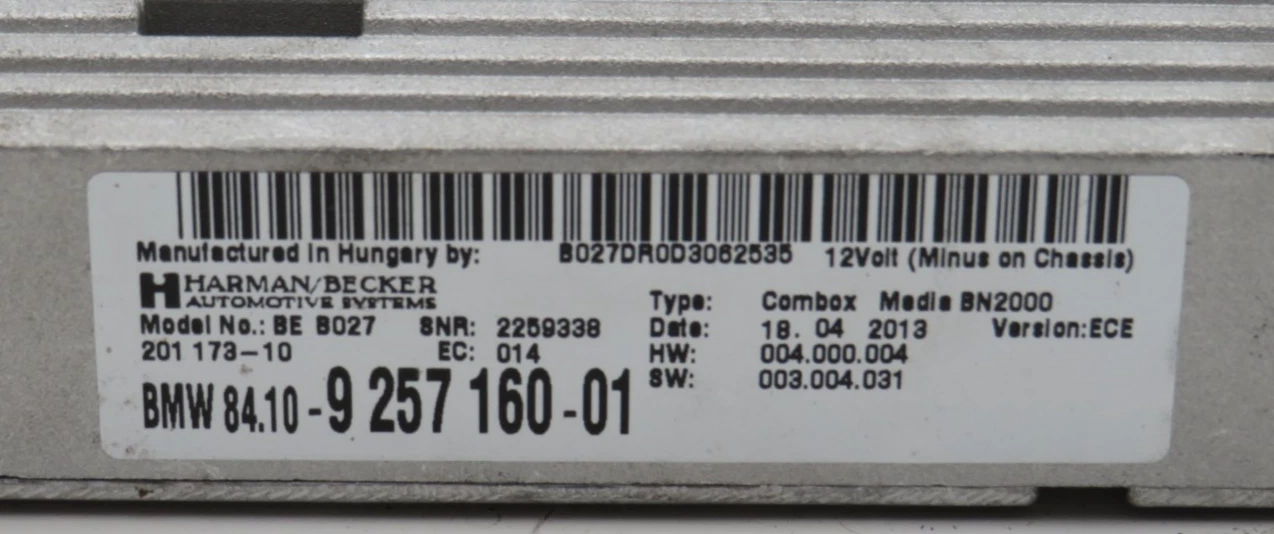 Manufactured in Hungary by: B027DR0D3062535 12Volt (Minus on Chassis)
HARMAN/BECKER
AUTOMOTIVE SYSTEMS
Type: Combox Media BN2000
Model No.: BE B027 SNR: 2259338 Date: 18. 04 2013 Version:ECE
201 173-10 EC: 014 HW: 004.000.004
SW: 003.004.031
BMW 84.10-9 257 160-01